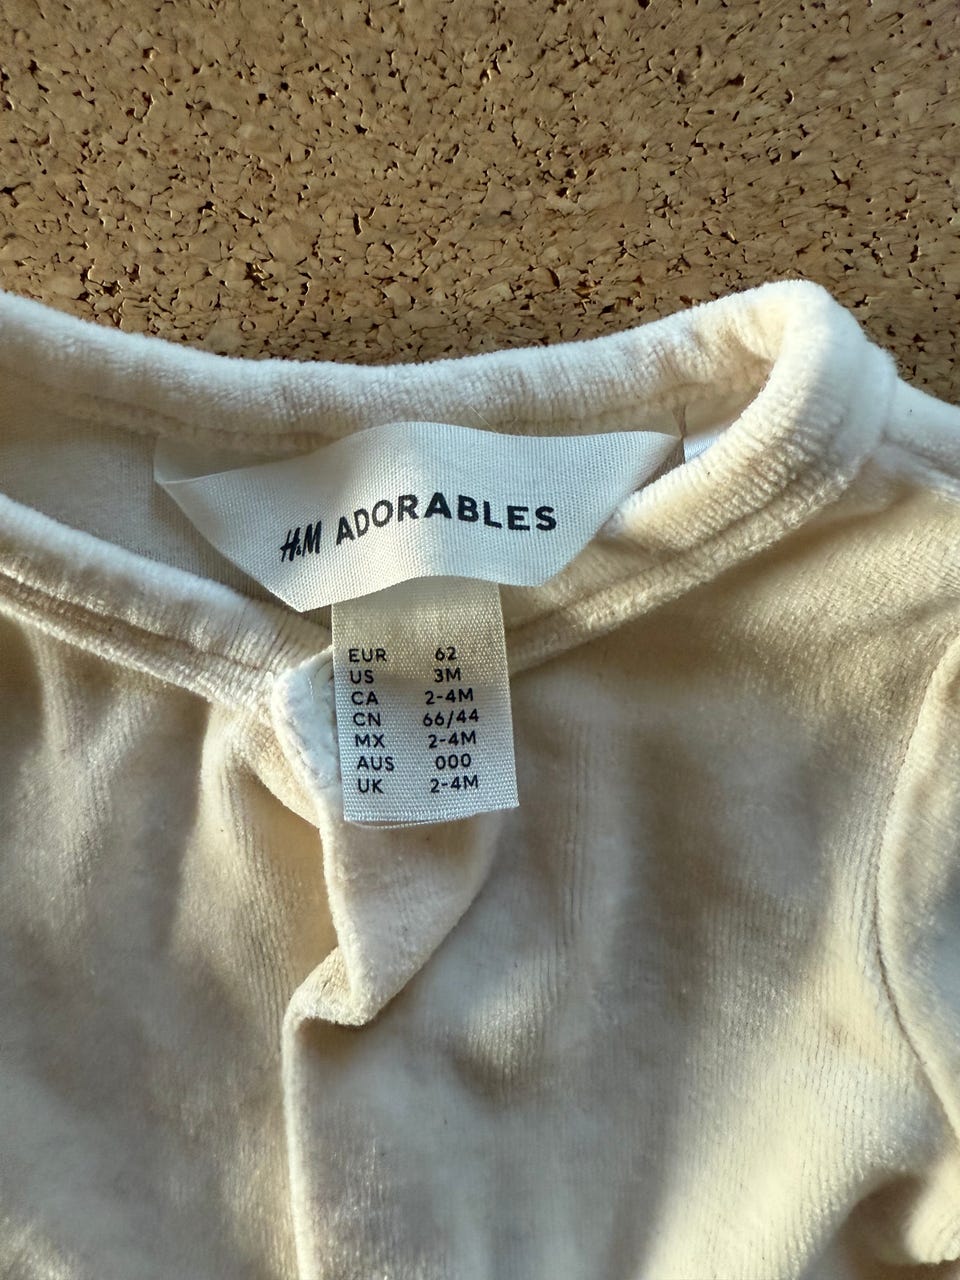 H&M ADORABLES
EUR 62
US 3M
CA 2-4M
CN 66/44
MX 2-4M
AUS 000
UK 2-4M